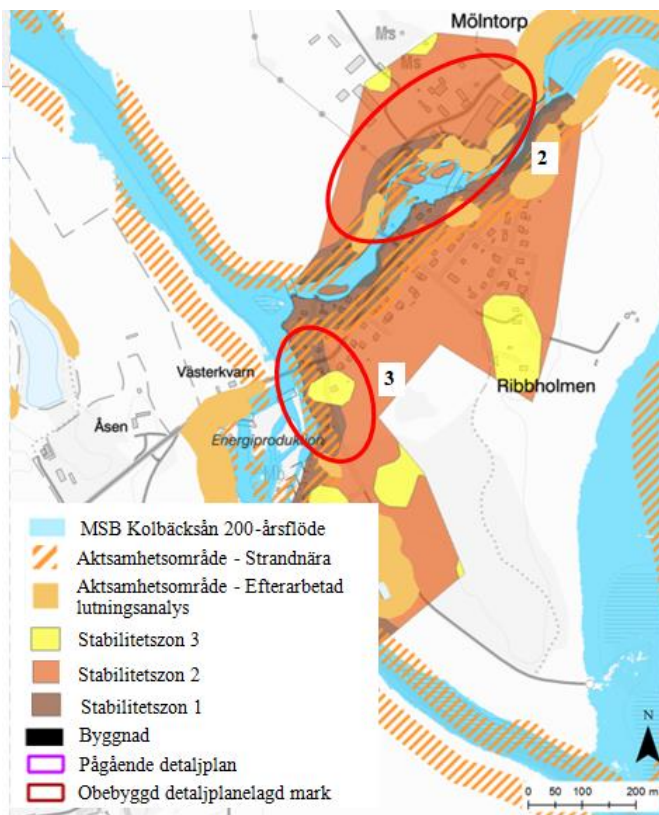 Mölntorp
Ms
Ms
2
3
Västerkvarn
Ribbholmen
Åsen
Energiproduktion
MSB Kolbäcksån 200-årsflöde
Aktsamhetsområde - Strandnära
Aktsamhetsområde - Efterarbetad
lutningsanalys
Stabilitetszon 3
Stabilitetszon 2
Stabilitetszon 1
Byggnad
Pågående detaljplan
Obebyggd detaljplanelagd mark
N
0 50 100 200 m